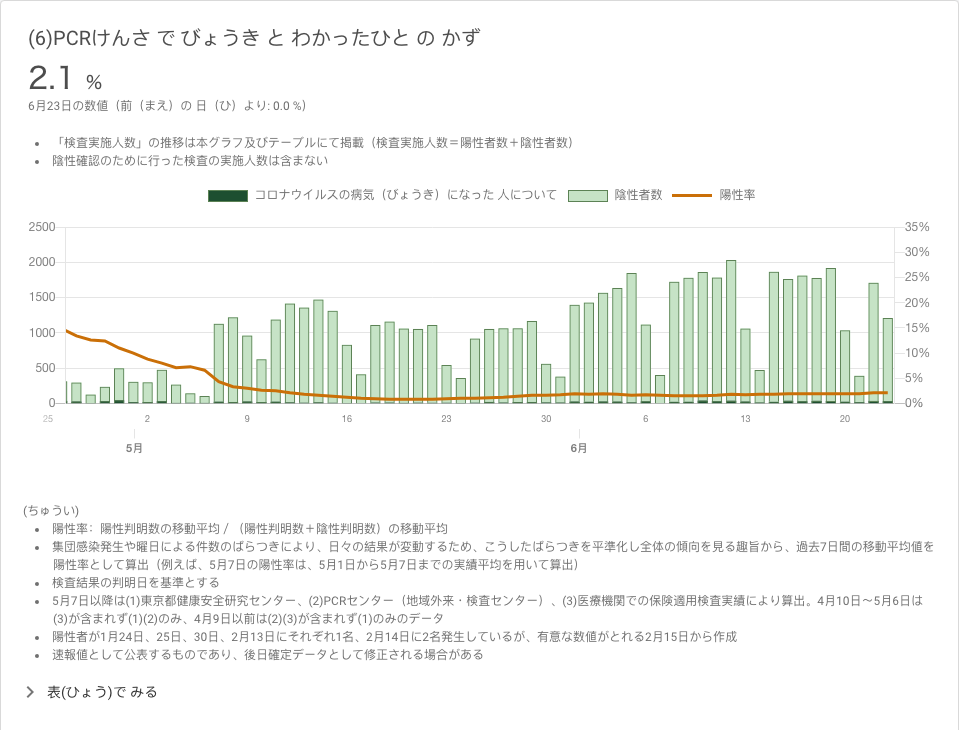 (6)PCRけんさ で びょうき と わかったひと の かず
2.1 %
6月23日の数値（前（まえ）の 日（ひ）より: 0.0 %）
• 「検査実施人数」の推移は本グラフ及びテーブルにて掲載（検査実施人数＝陽性者数＋陰性者数）
• 陰性確認のために行った検査の実施人数は含まない
コロナウイルスの病気（びょうき）になった 人について 陰性者数 陽性率
2500 35%
30%
2000
25%
1500
20%
1000 15%
10%
500
5%
0 0%
25 2 9 16 23 30 6 13 20
5月 6月
(ちゅうい)
• 陽性率：陽性判明数の移動平均 / （陽性判明数＋陰性判明数）の移動平均
• 集団感染発生や曜日による件数のばらつきにより、日々の結果が変動するため、こうしたばらつきを平準化し全体の傾向を見る趣旨から、過去7日間の移動平均値を
陽性率として算出（例えば、5月7日の陽性率は、5月1日から5月7日までの実績平均を用いて算出）
• 検査結果の判明日を基準とする
• 5月7日以降は(1)東京都健康安全研究センター、(2)PCRセンター（地域外来・検査センター）、(3)医療機関での保険適用検査実績により算出。4月10日～5月6日は
(3)が含まれず(1)(2)のみ、4月9日以前は(2)(3)が含まれず(1)のみのデータ
• 陽性者が1月24日、25日、30日、2月13日にそれぞれ1名、2月14日に2名発生しているが、有意な数値がとれる2月15日から作成
• 速報値として公表するものであり、後日確定データとして修正される場合がある
表(ひょう)で みる